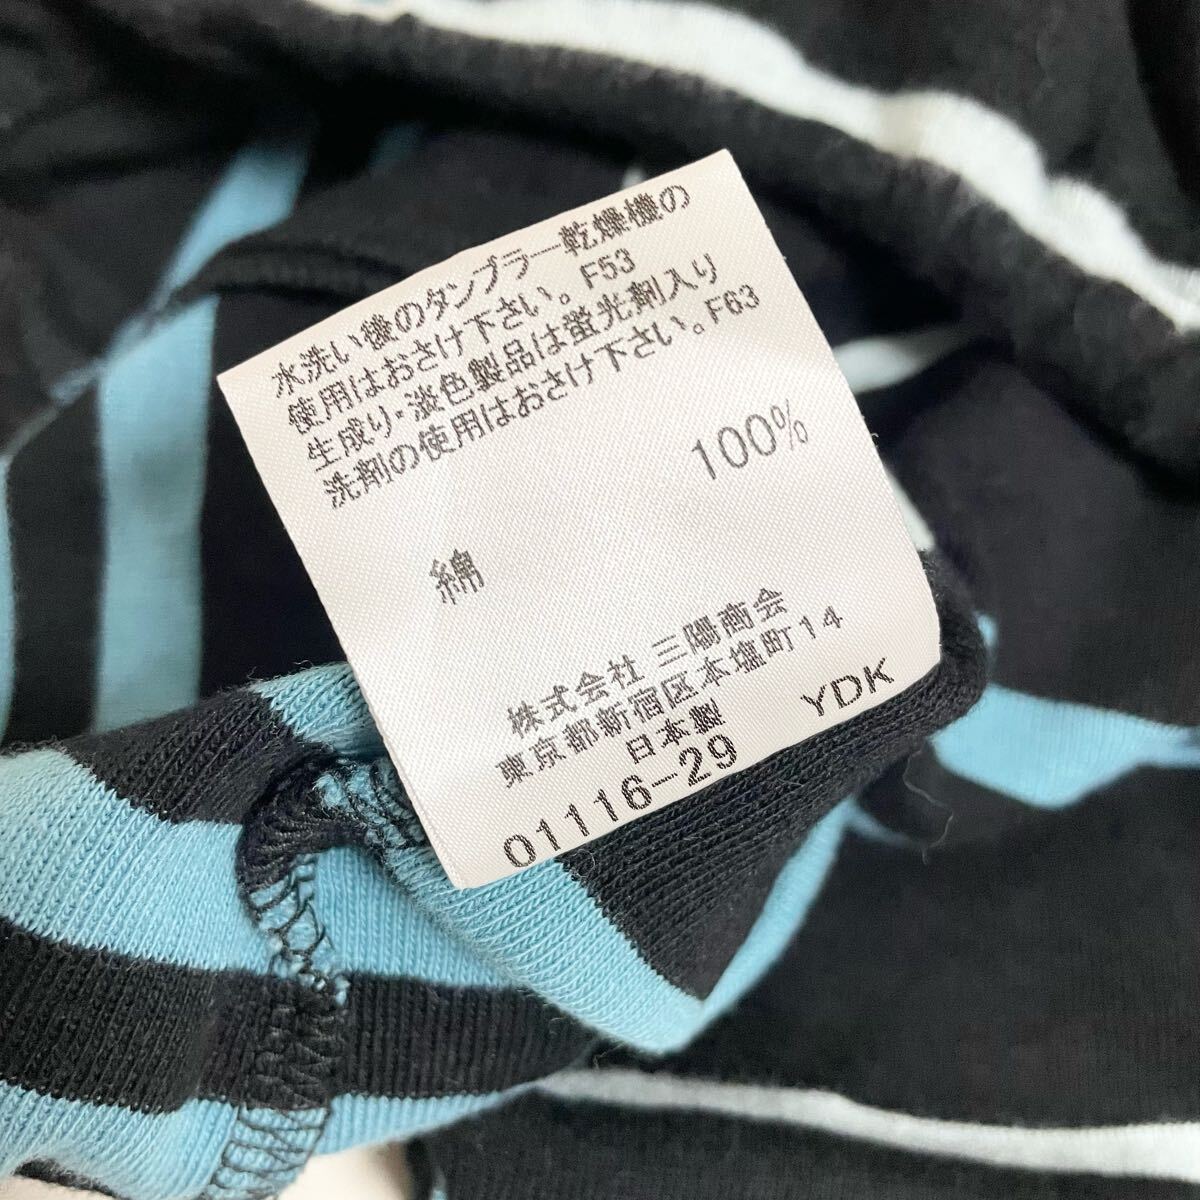 水洗い後のタンブラー乾燥機の
使用はおさけ下さい。F53
生成り・淡色製品は蛍光剤入り
洗剤の使用はおさけ下さい。F63
綿 100%
株式会社 三陽商会
東京都新宿区本塩町14
日本製 YDK
01116-29